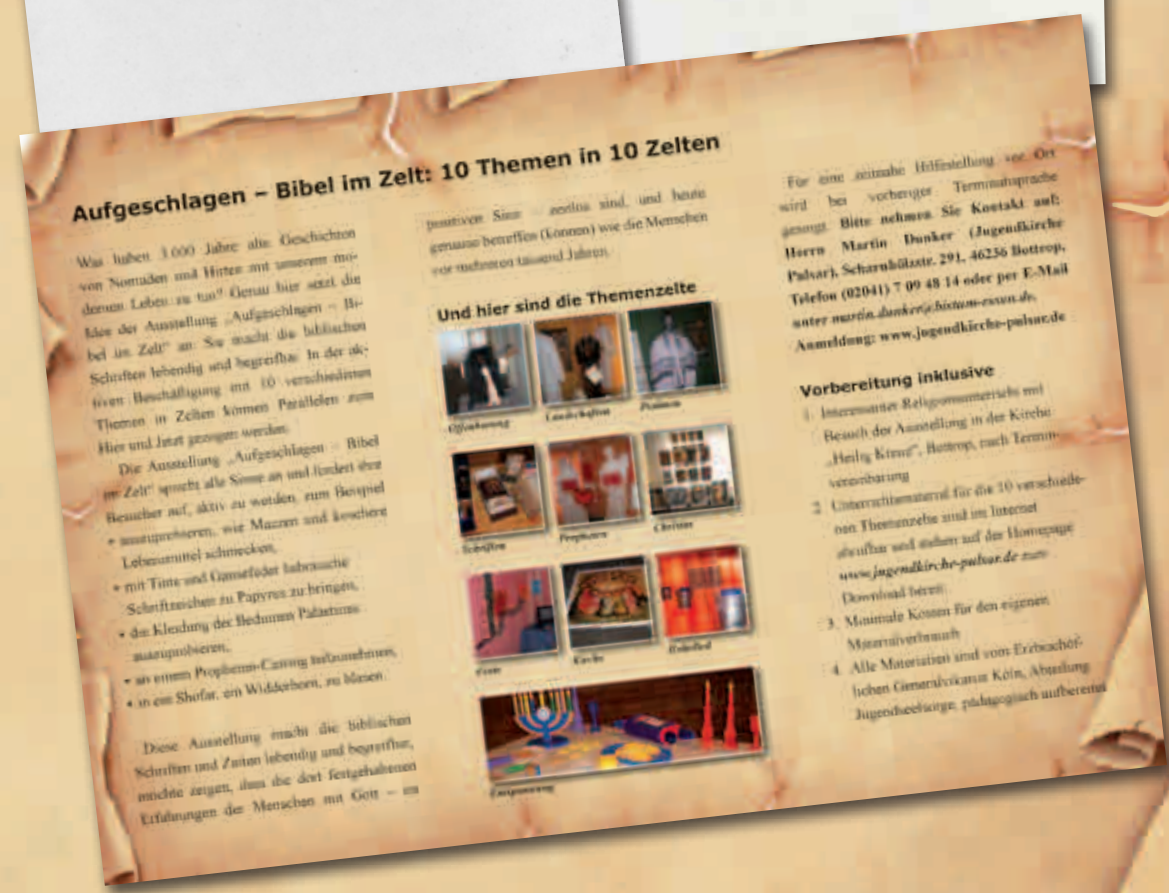 Aufgeschlagen – Bibel im Zelt: 10 Themen in 10 Zelten
Was haben 3.000 Jahre alte Geschichten
von Nomaden und Hirten mit unserem mo-
dernen Leben zu tun? Genau hier setzt die
Idee der Ausstellung „Aufgeschlagen – Bi-
bel im Zelt" an: Sie macht die biblischen
Schriften lebendig und begreifbar. In der ak-
tiven Beschäftigung mit 10 verschiedenen
Themen in Zelten können Parallelen zum
Hier und Jetzt gezogen werden.
Die Ausstellung „Aufgeschlagen – Bibel
im Zelt" spricht alle Sinne an und fordert ihre
Besucher auf, aktiv zu werden, zum Beispiel
• auszuprobieren, wie Mazzen und koschere
Lebensmittel schmecken,
• mit Tinte und Gänsefeder hebräische
Schriftzeichen zu Papyrus zu bringen,
• die Kleidung der Beduinen Palästinas
auszuprobieren,
• an einem Propheten-Casting teilzunehmen,
• in ein Shofar, ein Widderhorn, zu blasen.
Diese Ausstellung macht die biblischen
Schriften und Zeiten lebendig und begreifbar,
möchte zeigen, dass die dort festgehaltenen
Erfahrungen der Menschen mit Gott – im
positiven Sinn – zeitlos sind, und heute
genauso betreffen (können) wie die Menschen
vor mehreren tausend Jahren.
Und hier sind die Themenzelte
Offenbarung
Landschaften
Psalmen
Schriften
Propheten
Christus
Exodus
Kirche
Hohelied
Entspannung
Für eine zeitnahe Hilfestellung vor Ort
wird bei vorheriger Terminabsprache
gesorgt. Bitte nehmen Sie Kontakt auf:
Herrn Martin Dunker (Jugendkirche
Pulsar), Scharnhölzstr. 291, 46236 Bottrop,
Telefon (02041) 7 09 48 14 oder per E-Mail
unter martin.dunker@bistum-essen.de.
Anmeldung: www.jugendkirche-pulsar.de
Vorbereitung inklusive
1. Interessanter Religionsunterricht mit
Besuch der Ausstellung in der Kirche
„Heilig Kreuz", Bottrop, nach Termin-
vereinbarung
2. Unterrichtsmaterial für die 10 verschiede-
nen Themenzelte sind im Internet
abrufbar und stehen auf der Homepage
www.jugendkirche-pulsar.de zum
Download bereit.
3. Minimale Kosten für den eigenen
Materialverbrauch
4. Alle Materialien sind vom Erzbischöf-
lichen Generalvikariat Köln, Abteilung
Jugendseelsorge, pädagogisch aufbereitet